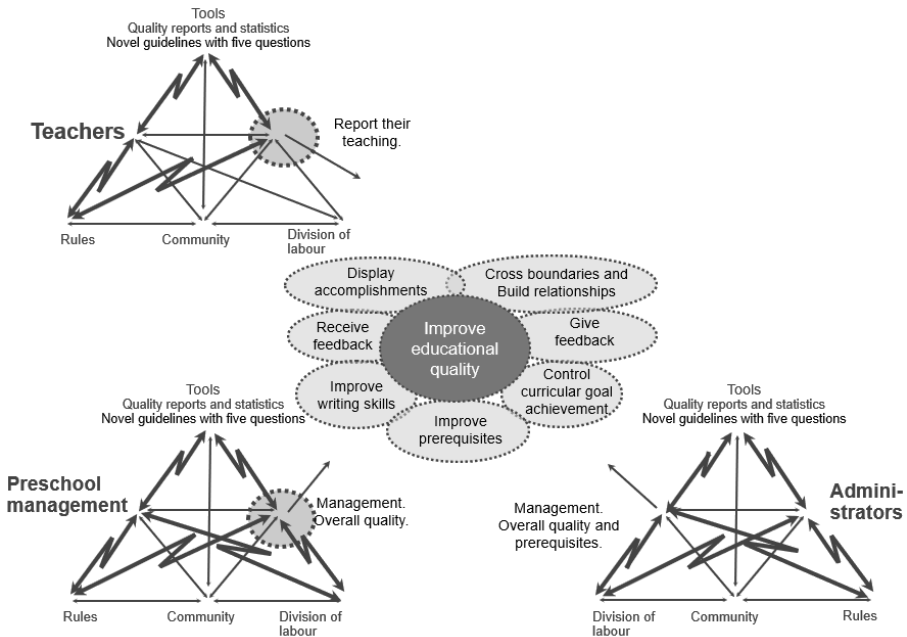 Tools
Quality reports and statistics
Novel guidelines with five questions
Teachers
Report their
teaching.
Rules
Community
Division of
labour
Display
accomplishments
Cross boundaries and
Build relationships
Receive
feedback
Improve
educational
quality
Give
feedback
Improve
writing skills
Control
curricular goal
achievement
Improve
prerequisites
Tools
Quality reports and statistics
Novel guidelines with five questions
Preschool
management
Management.
Overall quality.
Rules
Community
Division of
labour
Tools
Quality reports and statistics
Novel guidelines with five questions
Admini-
strators
Management.
Overall quality and
prerequisites.
Division of
labour
Community
Rules